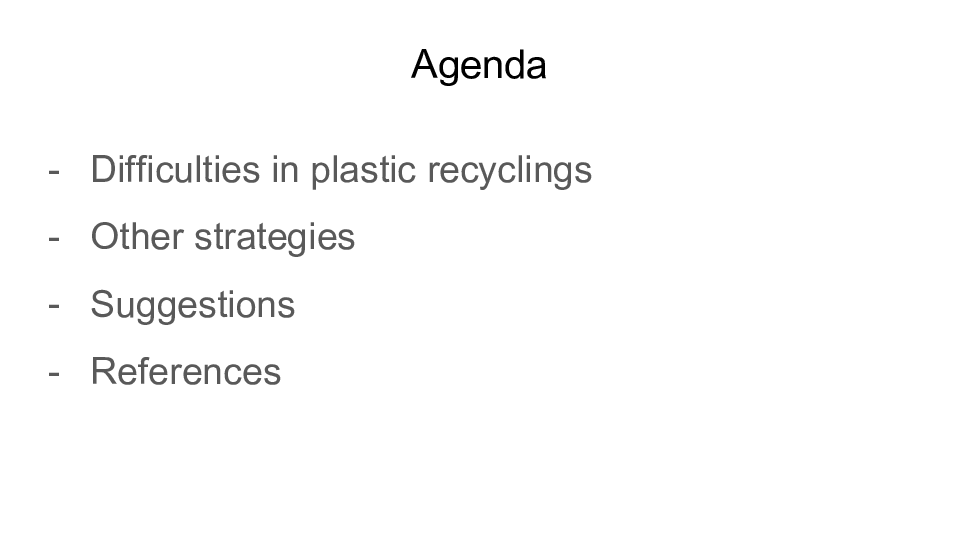 Agenda
- Difficulties in plastic recyclings
- Other strategies
- Suggestions
- References